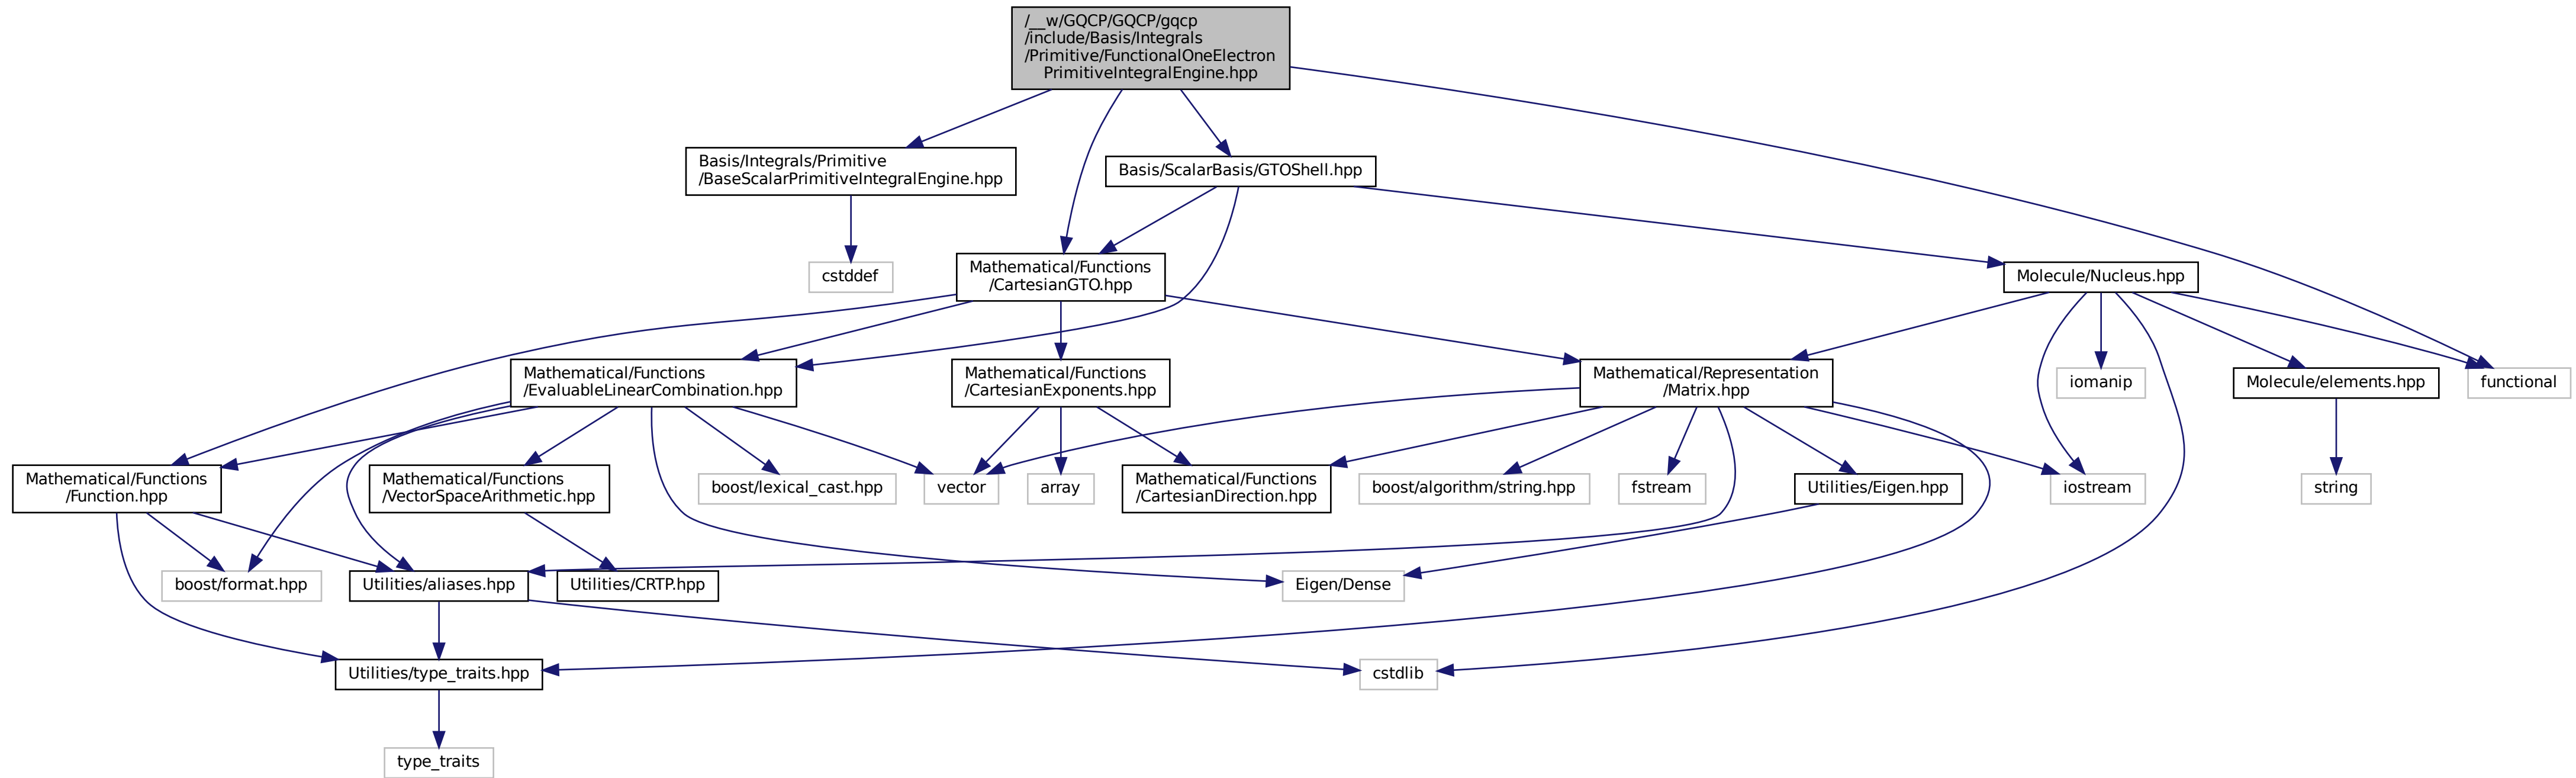 /__w/GQCP/GQCP/gqcp
/include/Basis/Integrals
/Primitive/FunctionalOneElectron
PrimitiveIntegralEngine.hpp
Basis/Integrals/Primitive
/BaseScalarPrimitiveIntegralEngine.hpp
Basis/ScalarBasis/GTOShell.hpp
cstddef
Mathematical/Functions
/CartesianGTO.hpp
Molecule/Nucleus.hpp
Mathematical/Functions
/EvaluableLinearCombination.hpp
Mathematical/Functions
/CartesianExponents.hpp
Mathematical/Representation
/Matrix.hpp
iomanip
Molecule/elements.hpp
functional
Mathematical/Functions
/Function.hpp
Mathematical/Functions
/VectorSpaceArithmetic.hpp
boost/lexical_cast.hpp
vector
array
Mathematical/Functions
/CartesianDirection.hpp
boost/algorithm/string.hpp
fstream
Utilities/Eigen.hpp
iostream
string
boost/format.hpp
Utilities/aliases.hpp
Utilities/CRTP.hpp
Eigen/Dense
Utilities/type_traits.hpp
cstdlib
type_traits